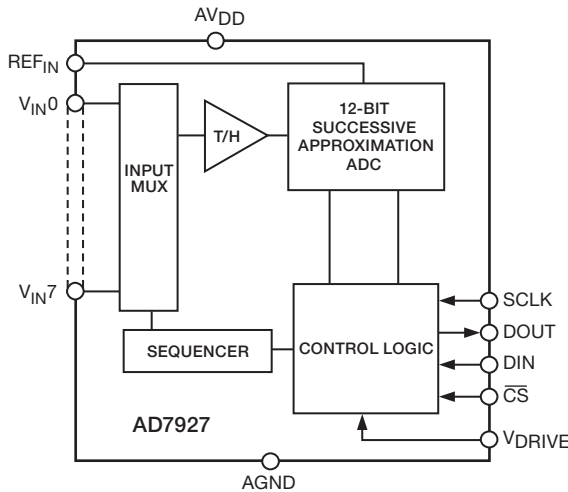 AVDD
REFIN
VIN0
T/H
12-BIT
SUCCESSIVE
APPROXIMATION
ADC
INPUT
MUX
VIN7
SCLK
SEQUENCER
CONTROL LOGIC
DOUT
DIN
C̅S̅
AD7927
VDRIVE
AGND